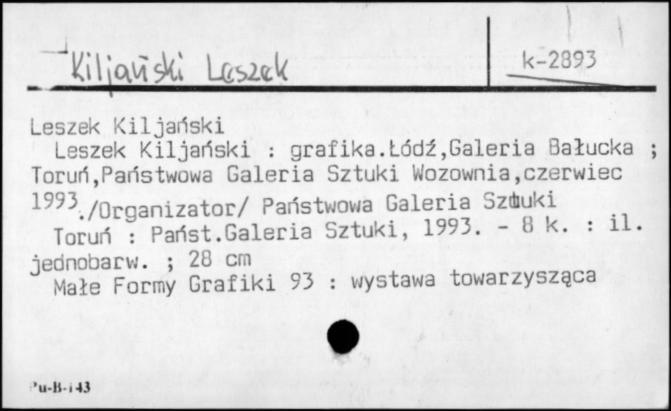 Kiljański Leszek
k-2893
Leszek Kiljański
Leszek Kiljański : grafika.Łódź,Galeria Bałucka ;
Toruń,Państwowa Galeria Sztuki Wozownia,czerwiec
1993./Organizator/ Państwowa Galeria Sztuki
Toruń : Państ.Galeria Sztuki, 1993. - 8 k. : il.
jednobarw. ; 28 cm
Małe Formy Grafiki 93 : wystawa towarzysząca
Pu-B-143